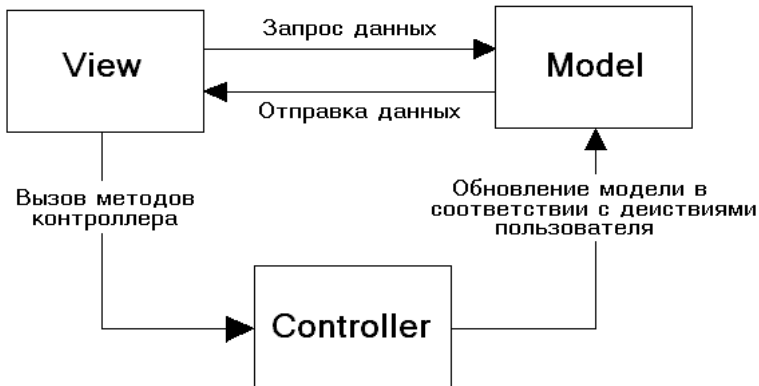 View
Запрос данных
Model
Отправка данных
Вызов методов
контроллера
Обновление модели в
соответствии с деиствиями
пользователя
Controller